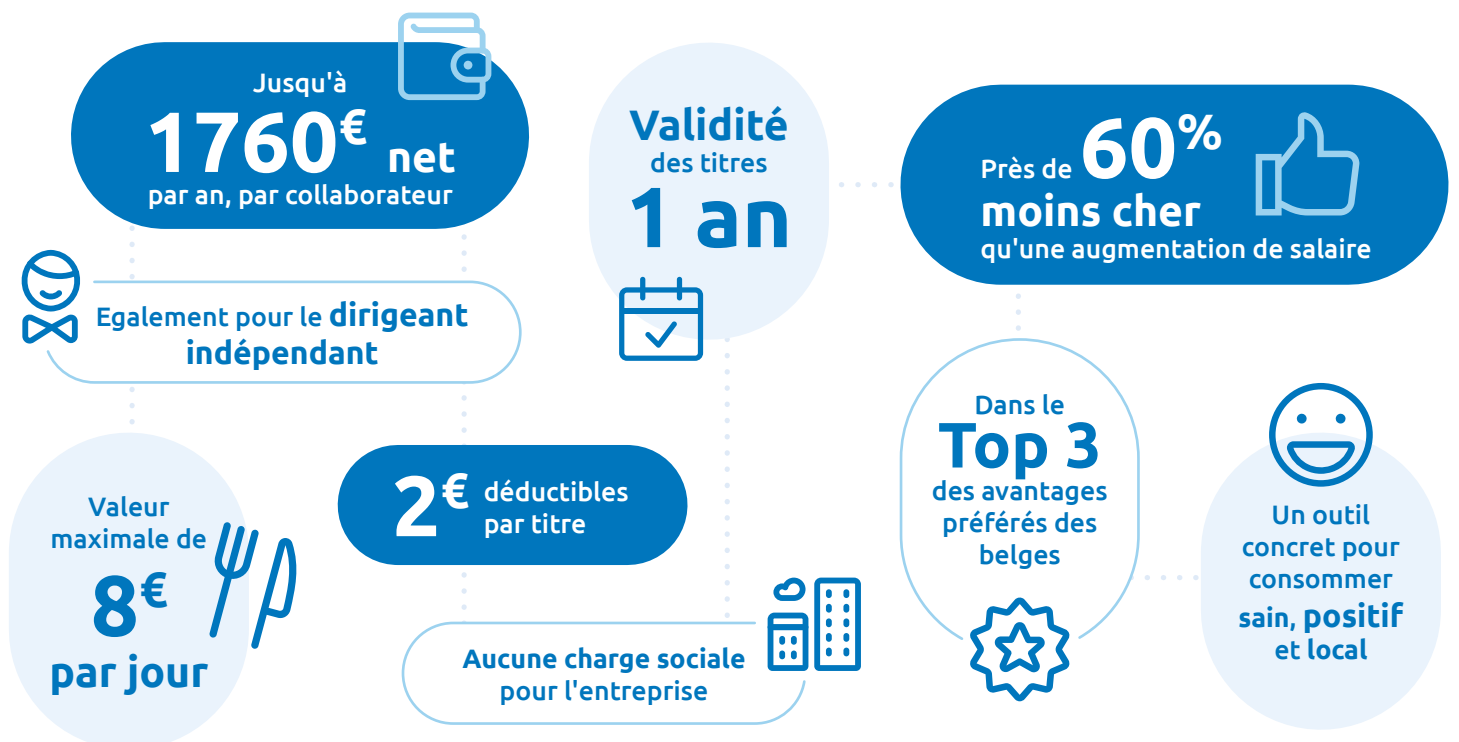 Jusqu'à
1760€ net
par an, par collaborateur
Egalement pour le dirigeant
indépendant
Valeur
maximale de
8€
par jour
2€ déductibles
par titre
Validité
des titres
1 an
Aucune charge sociale
pour l'entreprise
Près de 60%
moins cher
qu'une augmentation de salaire
Dans le
Top 3
des avantages
préférés des
belges
Un outil
concret pour
consommer
sain, positif
et local